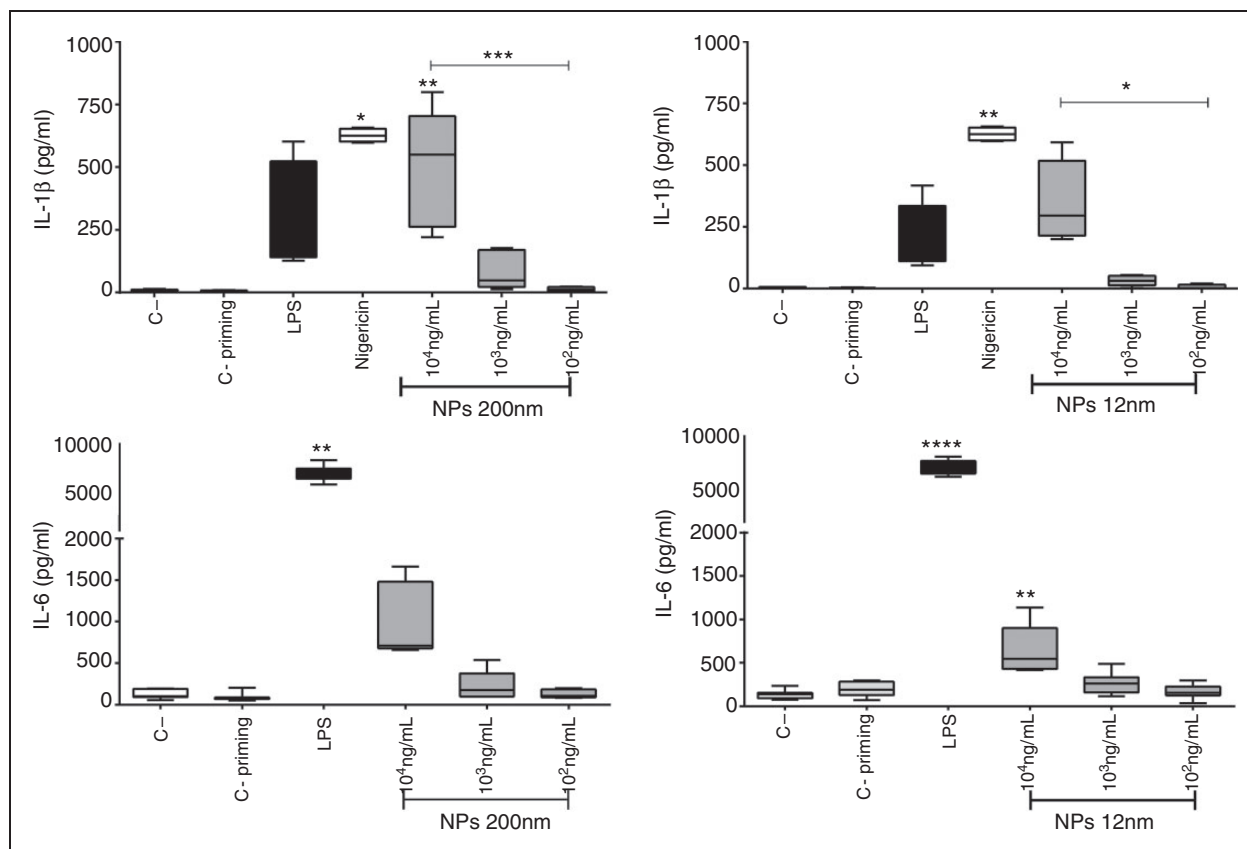 1000
750
500
250
0
IL-1β (pg/ml)
*
**
***
C–
C- priming
LPS
Nigericin
10⁴ng/mL
10³ng/mL
10²ng/mL
NPs 200nm
1000
750
500
250
0
IL-1β (pg/ml)
**
*
C–
C- priming
LPS
Nigericin
10⁴ng/mL
10³ng/mL
10²ng/mL
NPs 12nm
10000
5000
2000
1500
1000
500
0
IL-6 (pg/ml)
**
C–
C- priming
LPS
10⁴ng/mL
10³ng/mL
10²ng/mL
NPs 200nm
10000
5000
2000
1500
1000
500
0
IL-6 (pg/ml)
****
**
C–
C- priming
LPS
10⁴ng/mL
10³ng/mL
10²ng/mL
NPs 12nm